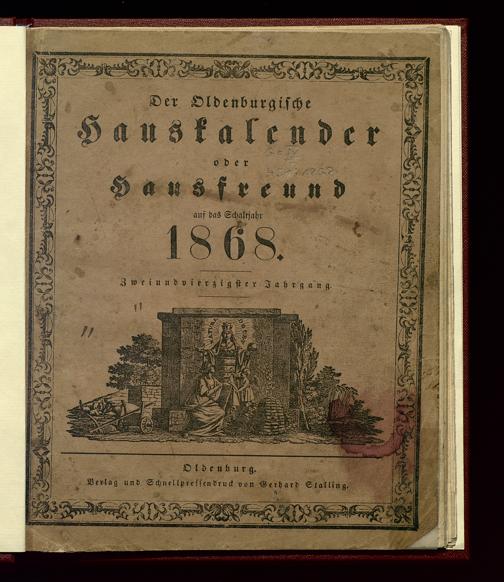 Der Oldenburgische
Hauskalender
oder
Hausfreund
auf das Schaltjahr
1868.
Zweiundvierzigster Jahrgang.
Oldenburg.
Verlag und Schnellpressendruck von Gerhard Stalling.